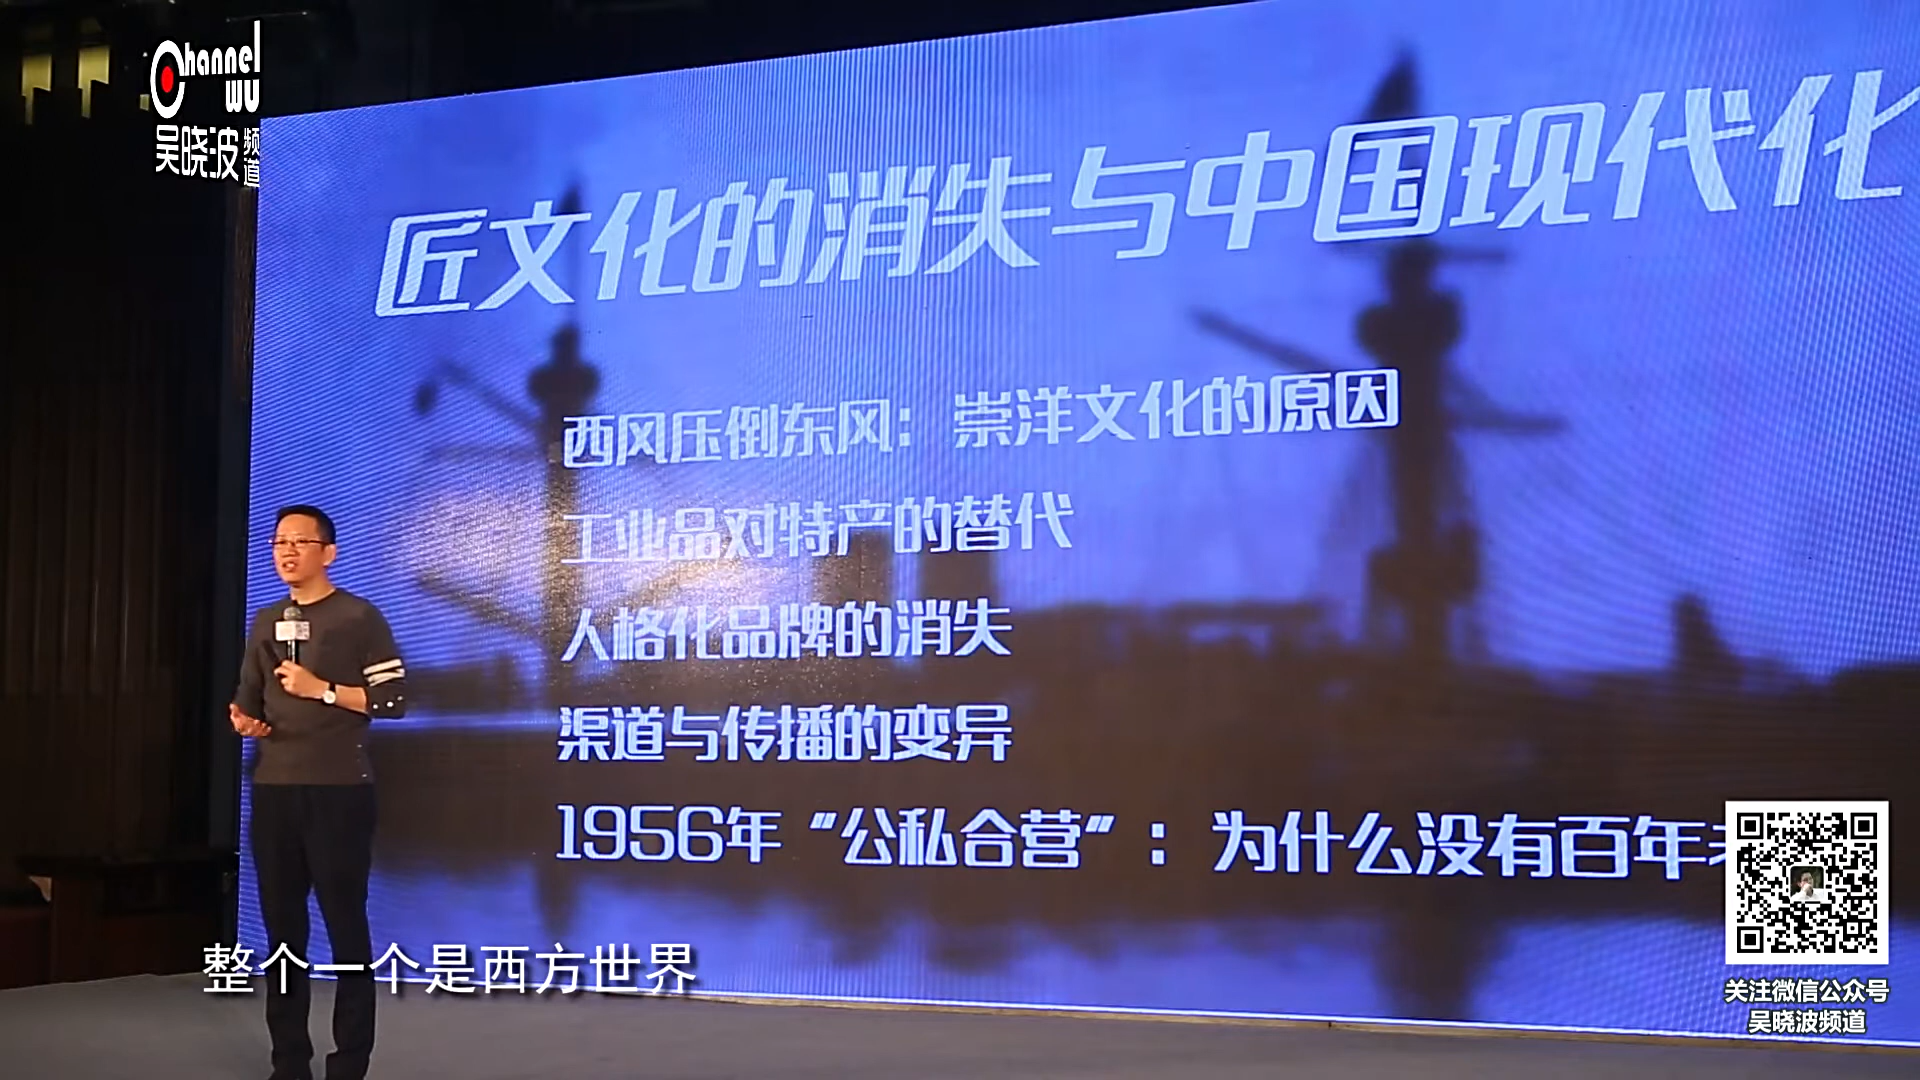 Channel
WU
吴晓波频道
匠文化的消失与中国现代化
西风压倒东风：崇洋文化的原因
工业品对特产的替代
人格化品牌的消失
渠道与传播的变异
1956年“公私合营”：为什么没有百年
整个一个是西方世界
关注微信公众号
吴晓波频道